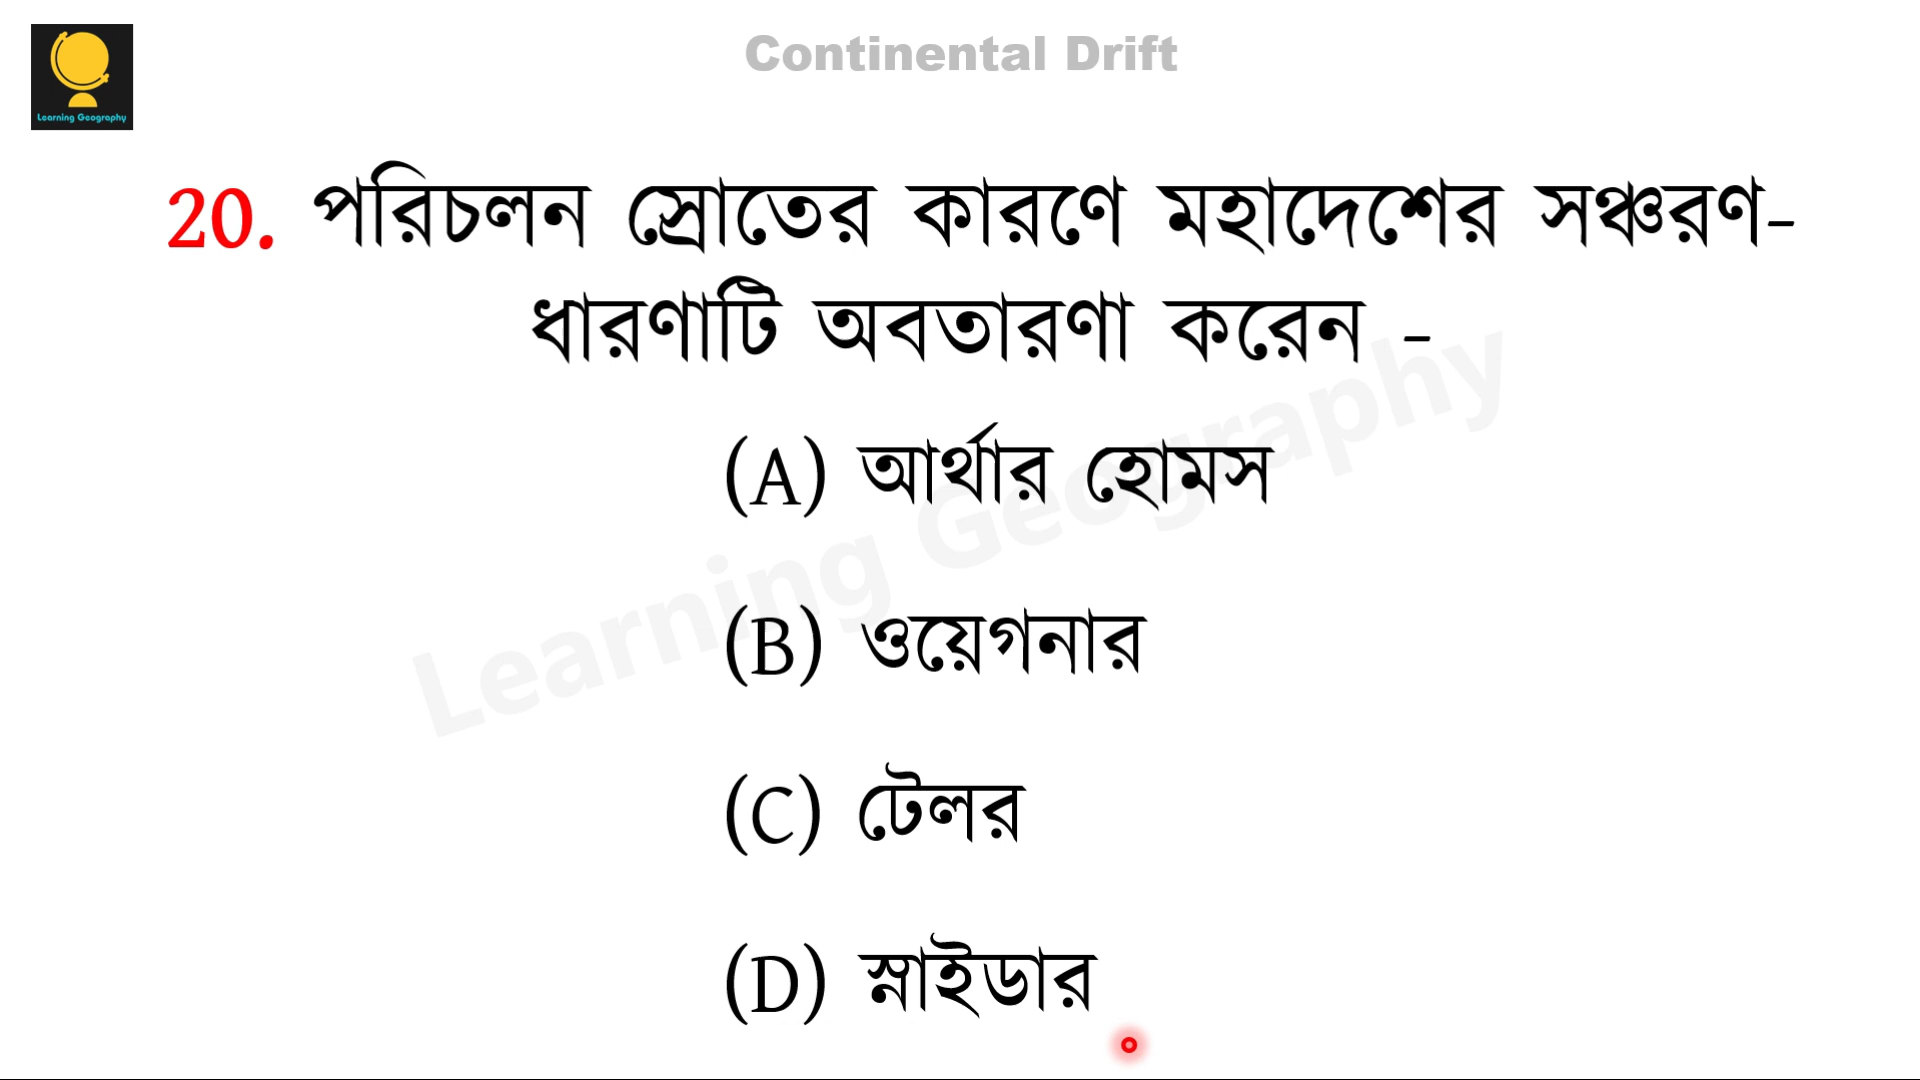 Continental Drift
Learning Geography
20. পরিচলন স্রোতের কারণে মহাদেশের সঞ্চরণ-
ধারণাটি অবতারণা করেন -
(A) আর্থার হোমস
(B) ওয়েগনার
(C) টেলর
(D) স্নাইডার
Learning Geography